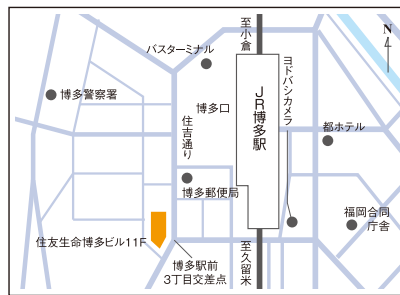 至小倉
N
バスターミナル
ヨドバシカメラ
博多警察署
博多口
JR博多駅
住吉通り
都ホテル
博多郵便局
福岡合同
庁舎
住友生命博多ビル11F
至久留米
博多駅前
3丁目交差点